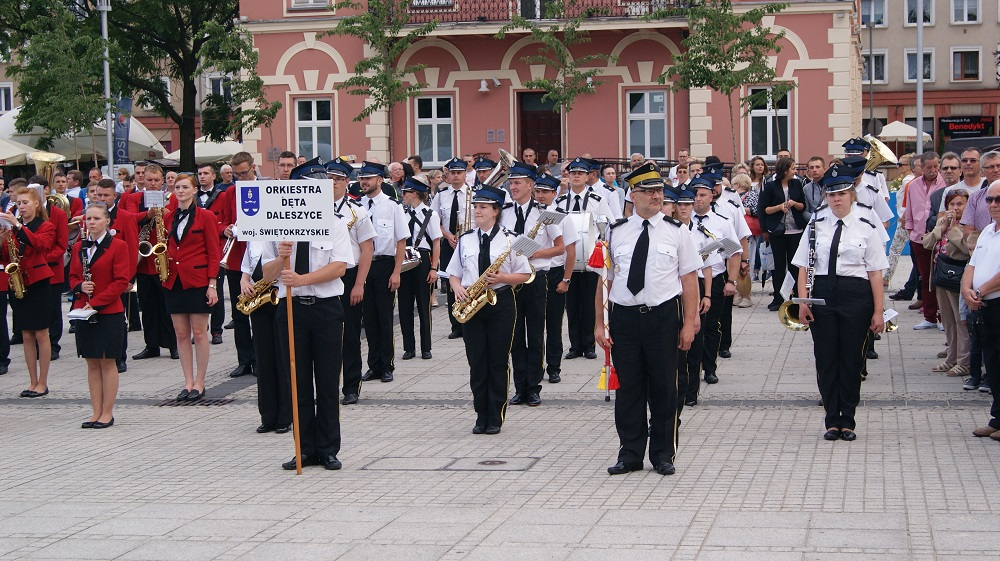 ORKIESTRA
DĘTA
DALESZYCE
woj. ŚWIĘTOKRZYSKIE
Benedykt